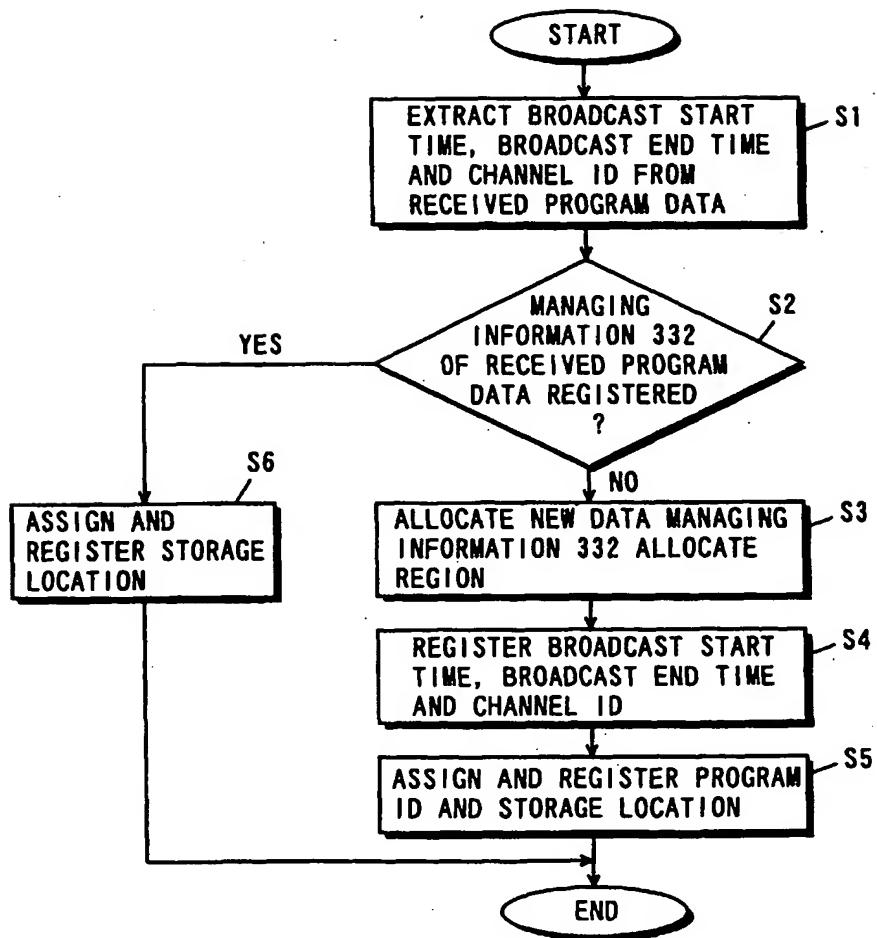 START
EXTRACT BROADCAST START
TIME, BROADCAST END TIME
AND CHANNEL ID FROM
RECEIVED PROGRAM DATA
S1
MANAGING
INFORMATION 332
OF RECEIVED PROGRAM
DATA REGISTERED
?
S2
YES
NO
S6
ASSIGN AND
REGISTER STORAGE
LOCATION
ALLOCATE NEW DATA MANAGING
INFORMATION 332 ALLOCATE
REGION
S3
REGISTER BROADCAST START
TIME, BROADCAST END TIME
AND CHANNEL ID
S4
ASSIGN AND REGISTER PROGRAM
ID AND STORAGE LOCATION
S5
END